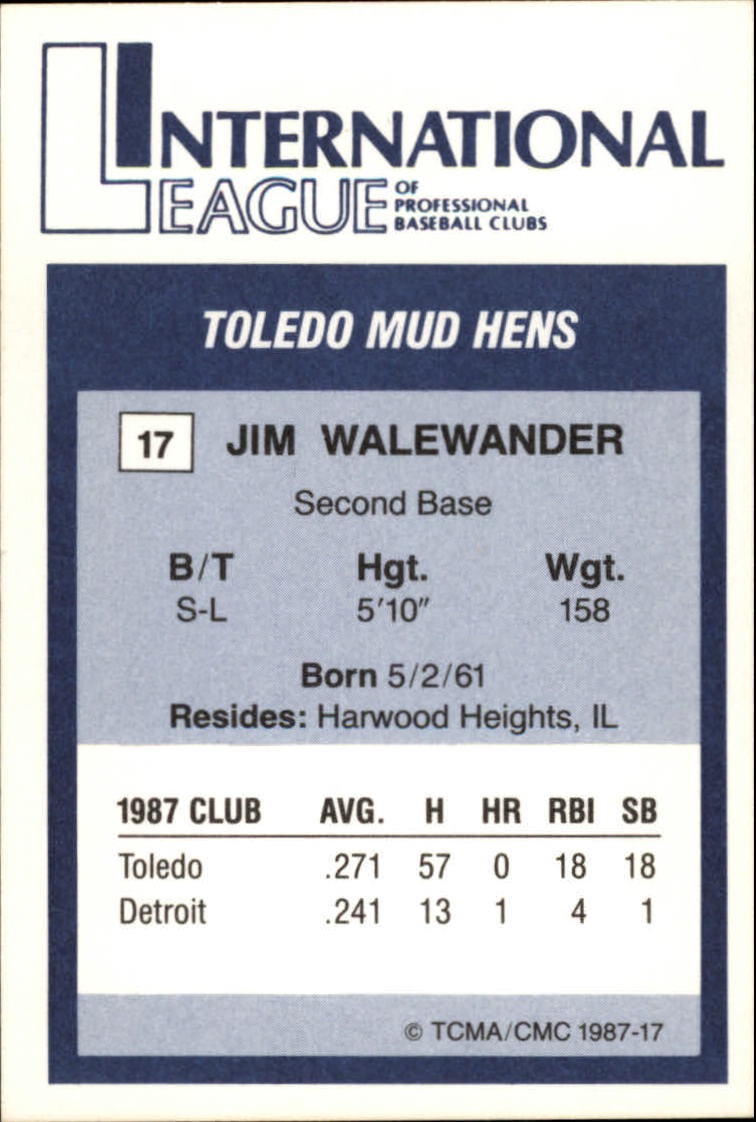 INTERNATIONAL
LEAGUE OF
PROFESSIONAL
BASEBALL CLUBS
TOLEDO MUD HENS
17 JIM WALEWANDER
Second Base
B/T Hgt. Wgt.
S-L 5'10" 158
Born 5/2/61
Resides: Harwood Heights, IL
1987 CLUB AVG. H HR RBI SB
Toledo .271 57 0 18 18
Detroit .241 13 1 4 1
© TCMA/CMC 1987-17